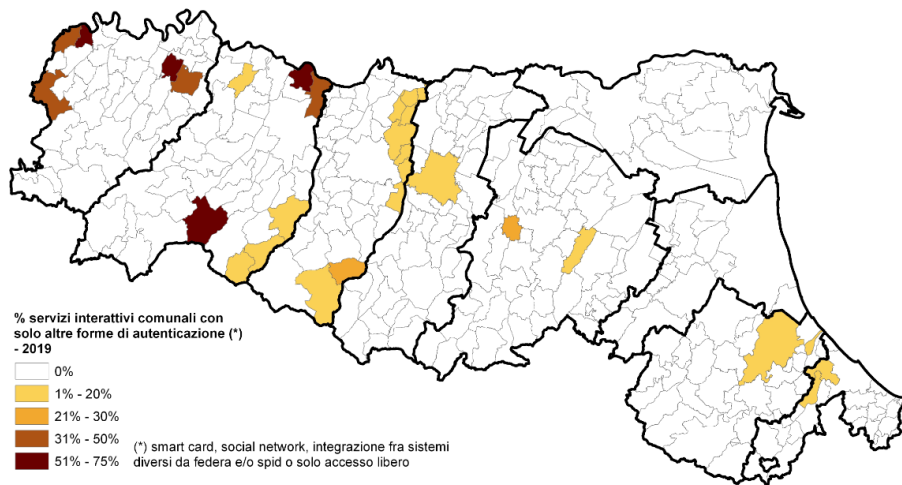 % servizi interattivi comunali con
solo altre forme di autenticazione (*)
- 2019
0%
1% - 20%
21% - 30%
31% - 50%
51% - 75%
(*) smart card, social network, integrazione fra sistemi
diversi da federa e/o spid o solo accesso libero